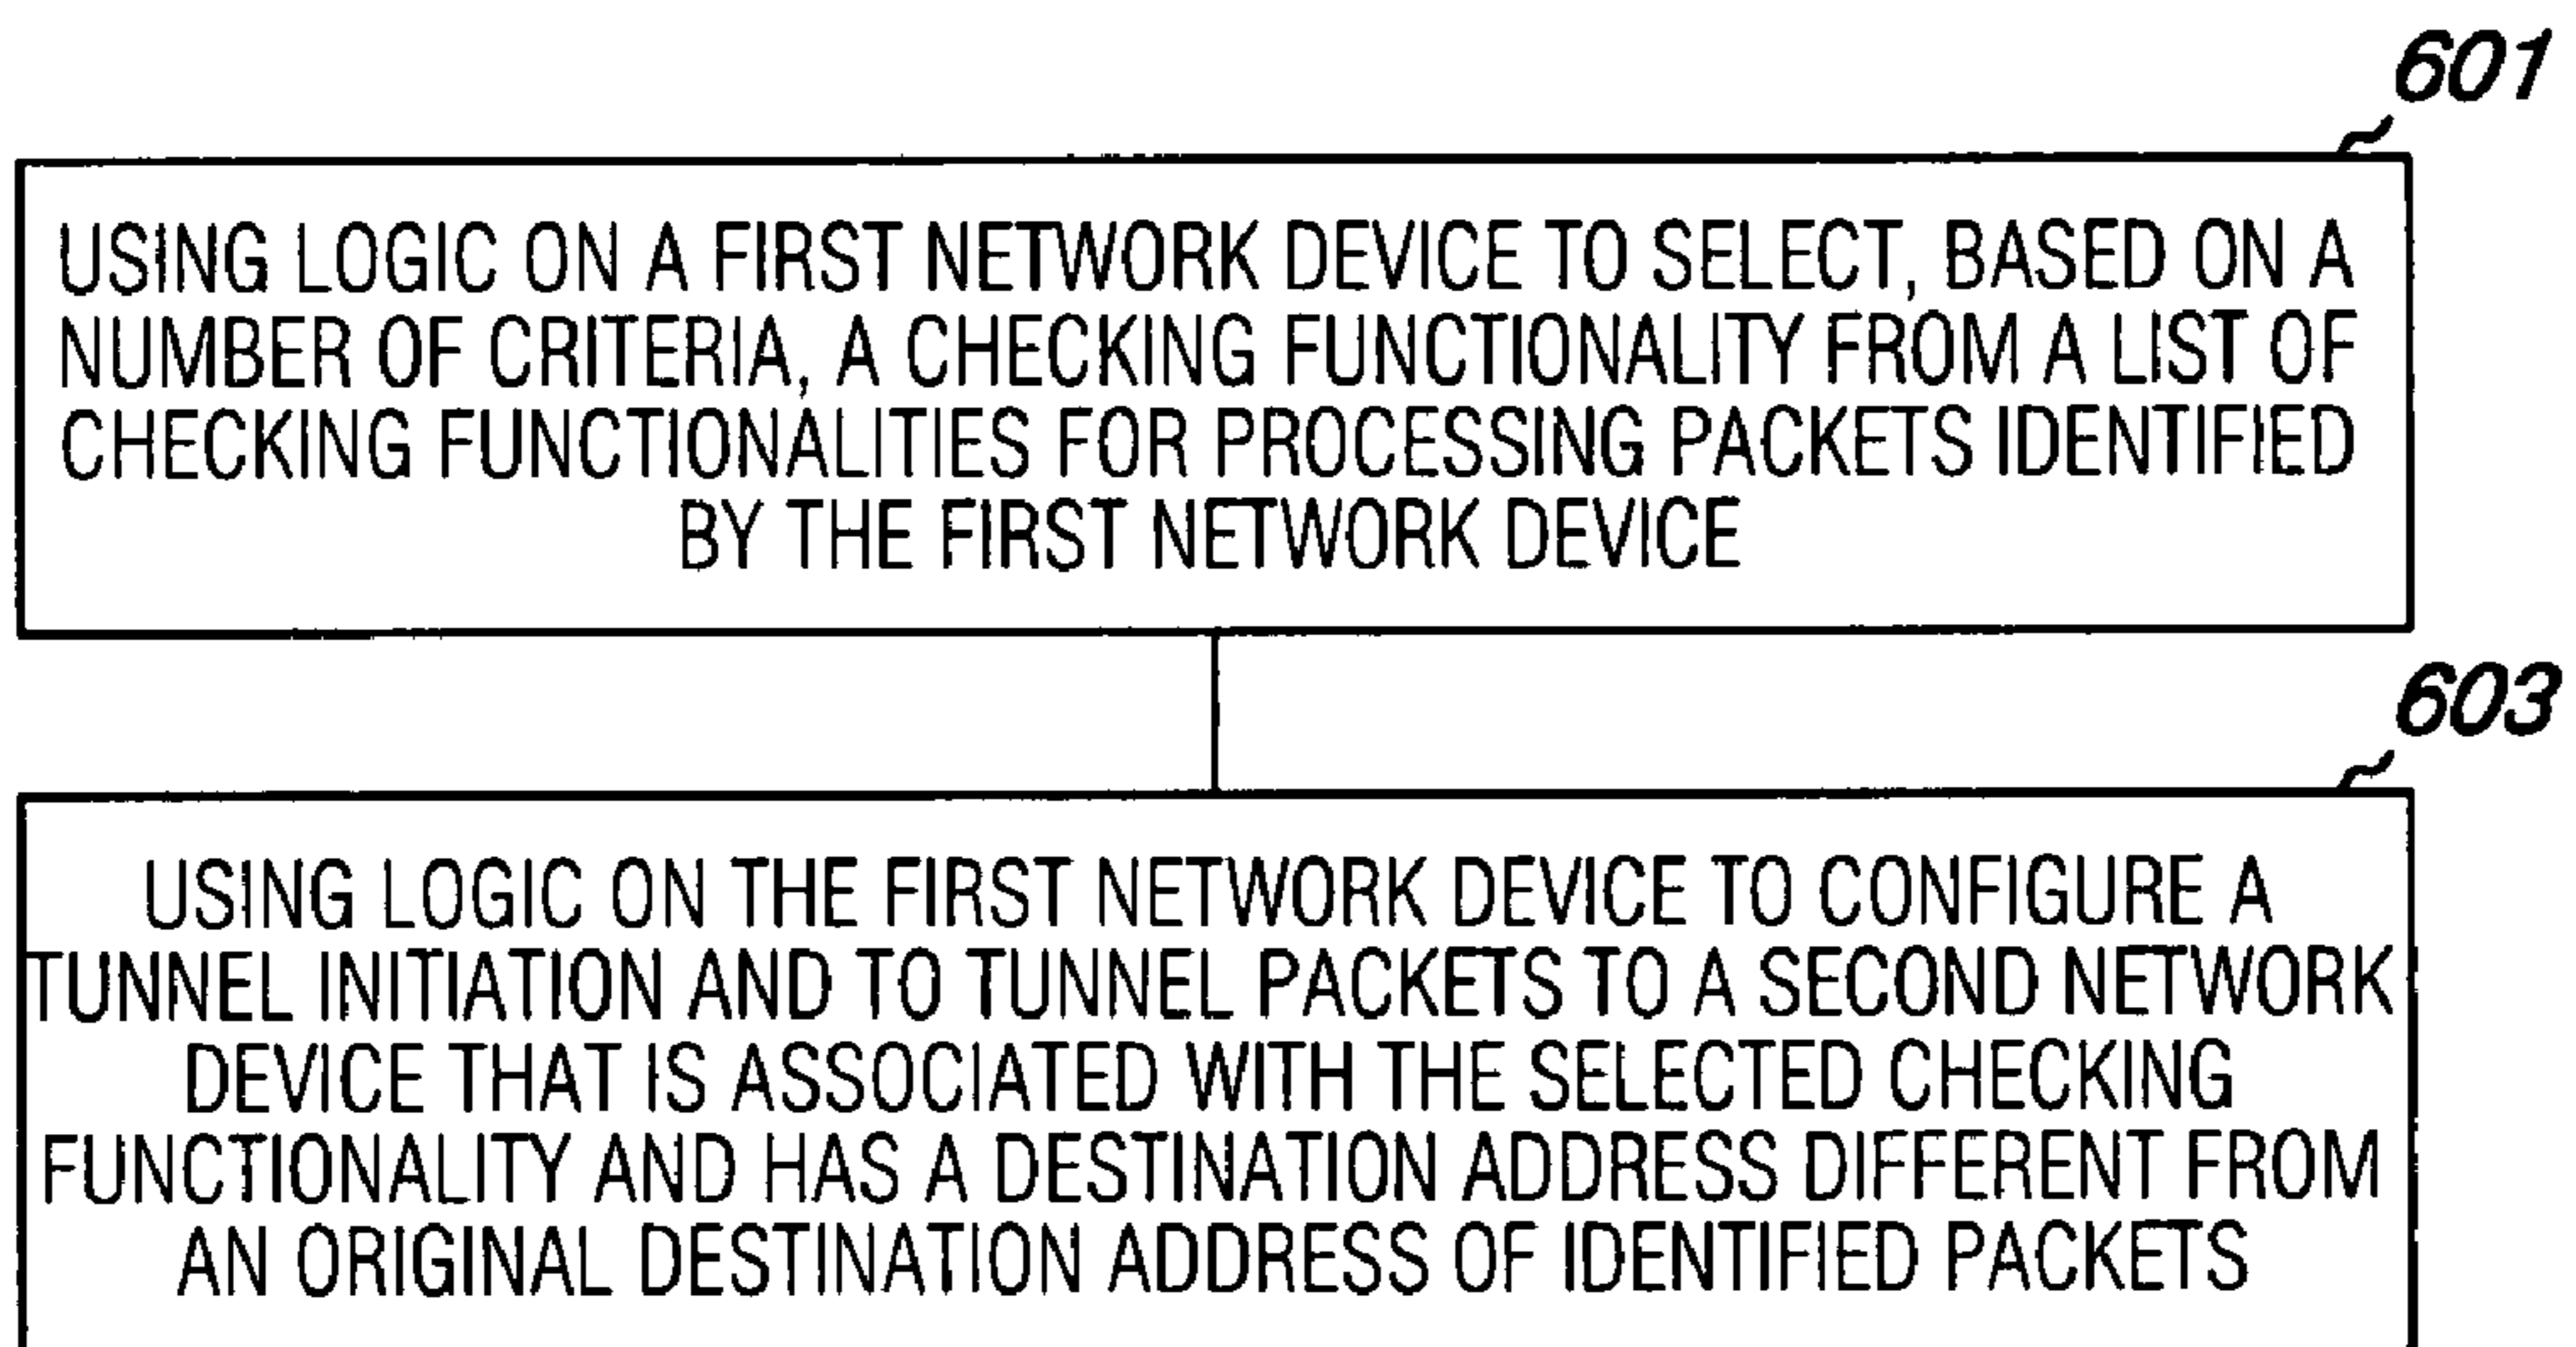 601
USING LOGIC ON A FIRST NETWORK DEVICE TO SELECT, BASED ON A
NUMBER OF CRITERIA, A CHECKING FUNCTIONALITY FROM A LIST OF
CHECKING FUNCTIONALITIES FOR PROCESSING PACKETS IDENTIFIED
BY THE FIRST NETWORK DEVICE
603
USING LOGIC ON THE FIRST NETWORK DEVICE TO CONFIGURE A
TUNNEL INITIATION AND TO TUNNEL PACKETS TO A SECOND NETWORK
DEVICE THAT IS ASSOCIATED WITH THE SELECTED CHECKING
FUNCTIONALITY AND HAS A DESTINATION ADDRESS DIFFERENT FROM
AN ORIGINAL DESTINATION ADDRESS OF IDENTIFIED PACKETS